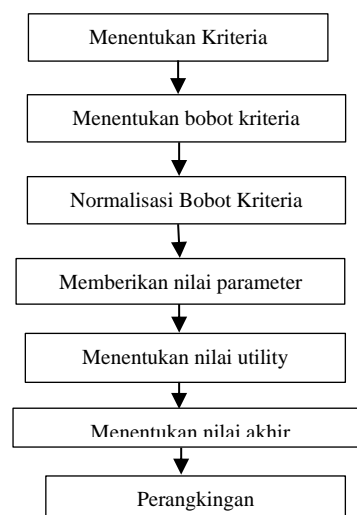 Menentukan Kriteria
Menentukan bobot kriteria
Normalisasi Bobot Kriteria
Memberikan nilai parameter
Menentukan nilai utility
Menentukan nilai akhir
Perangkingan